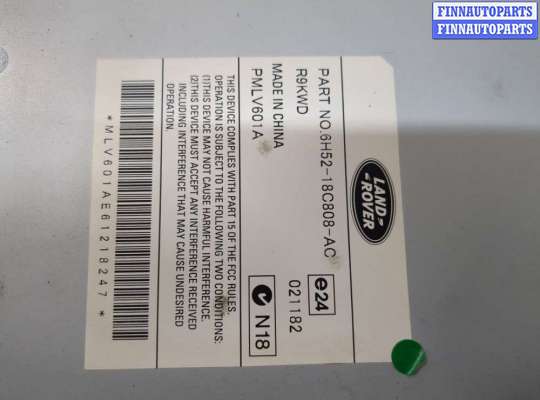 FINNAUTOPARTS
FINNAUTOPARTS
LAND
ROVER
PART NO.6H52-18C808-AC
R9KWD
MADE IN CHINA
PMLV601A
e24
021182
N18
THIS DEVICE COMPLIES WITH PART 15 OF THE FCC RULES.
OPERATION IS SUBJECT TO THE FOLLOWING TWO CONDITIONS:
(1)THIS DEVICE MAY NOT CAUSE HARMFUL INTERFERENCE.
(2)THIS DEVICE MUST ACCEPT ANY INTERFERENCE RECEIVED
INCLUDING INTERFERENCE THAT MAY CAUSE UNDESIRED
OPERATION.
*MLV601AE61218247*